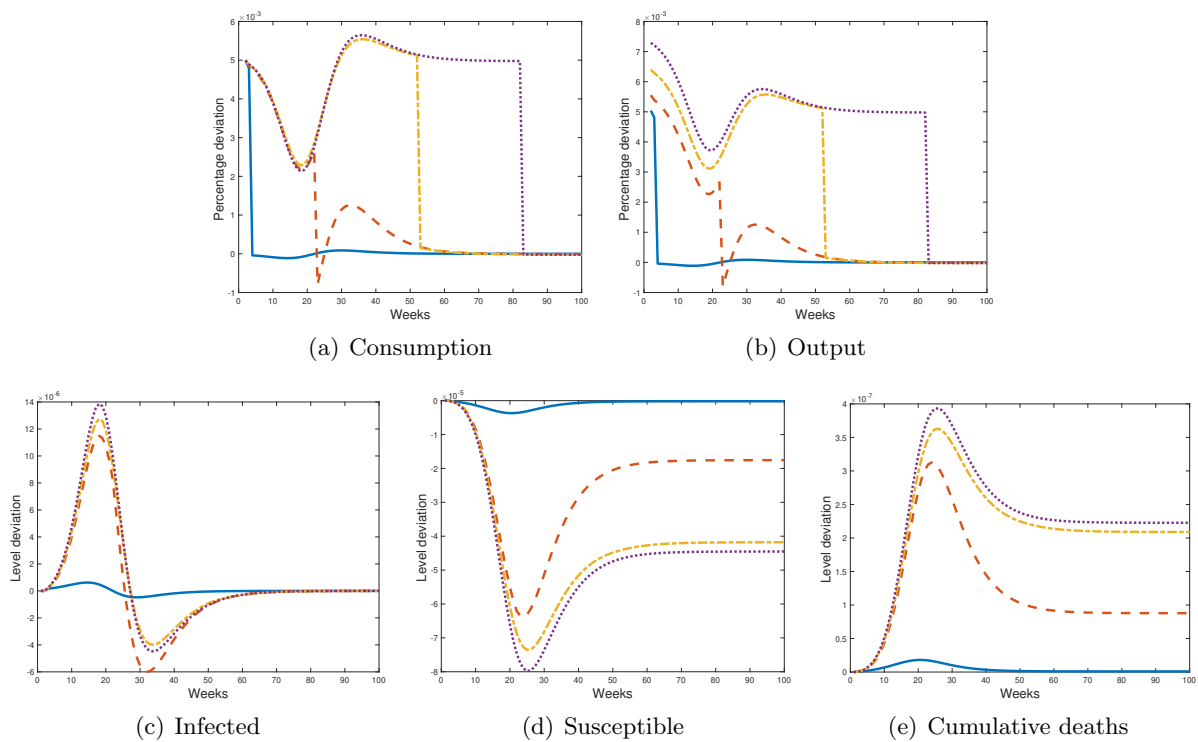 ×10⁻³
6
5
4
3
2
1
0
-1
Percentage deviation
0 10 20 30 40 50 60 70 80 90 100
Weeks
(a) Consumption
×10⁻³
8
7
6
5
4
3
2
1
0
-1
Percentage deviation
0 10 20 30 40 50 60 70 80 90 100
Weeks
(b) Output
×10⁻⁶
14
12
10
8
6
4
2
0
-2
-4
-6
Level deviation
0 10 20 30 40 50 60 70 80 90 100
Weeks
(c) Infected
×10⁻⁵
0
-1
-2
-3
-4
-5
-6
-7
-8
Level deviation
0 10 20 30 40 50 60 70 80 90 100
Weeks
(d) Susceptible
×10⁻⁷
4
3.5
3
2.5
2
1.5
1
0.5
0
Level deviation
0 10 20 30 40 50 60 70 80 90 100
Weeks
(e) Cumulative deaths